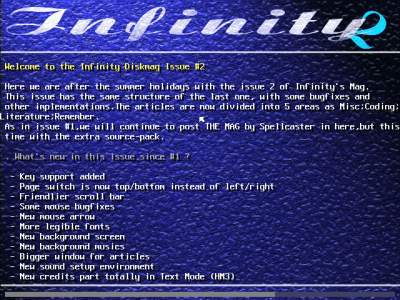 Infinity 2
Welcome to the Infinity Diskmag Issue #2
Here we are after the summer holidays with the issue 2 of Infinity's Mag.
This issue has the same structure of the last one, with some bugfixes and
other implementations.The articles are now divided into 5 areas as Misc;Coding;
Literature;Remember.
As in issue #1,we will continue to post THE MAG by Spellcaster in here,but this
time with the extra source-pack.
. What's new in this issue since #1 ?
- Key support added
- Page switch is now top/bottom instead of left/right
- Friendlier scroll bar
- Some mouse bugfixes
- New mouse arrow
- More legible fonts
- New background screen
- New background musics
- Bigger window for articles
- New sound setup environment
- New credits part totally in Text Mode (HM3)